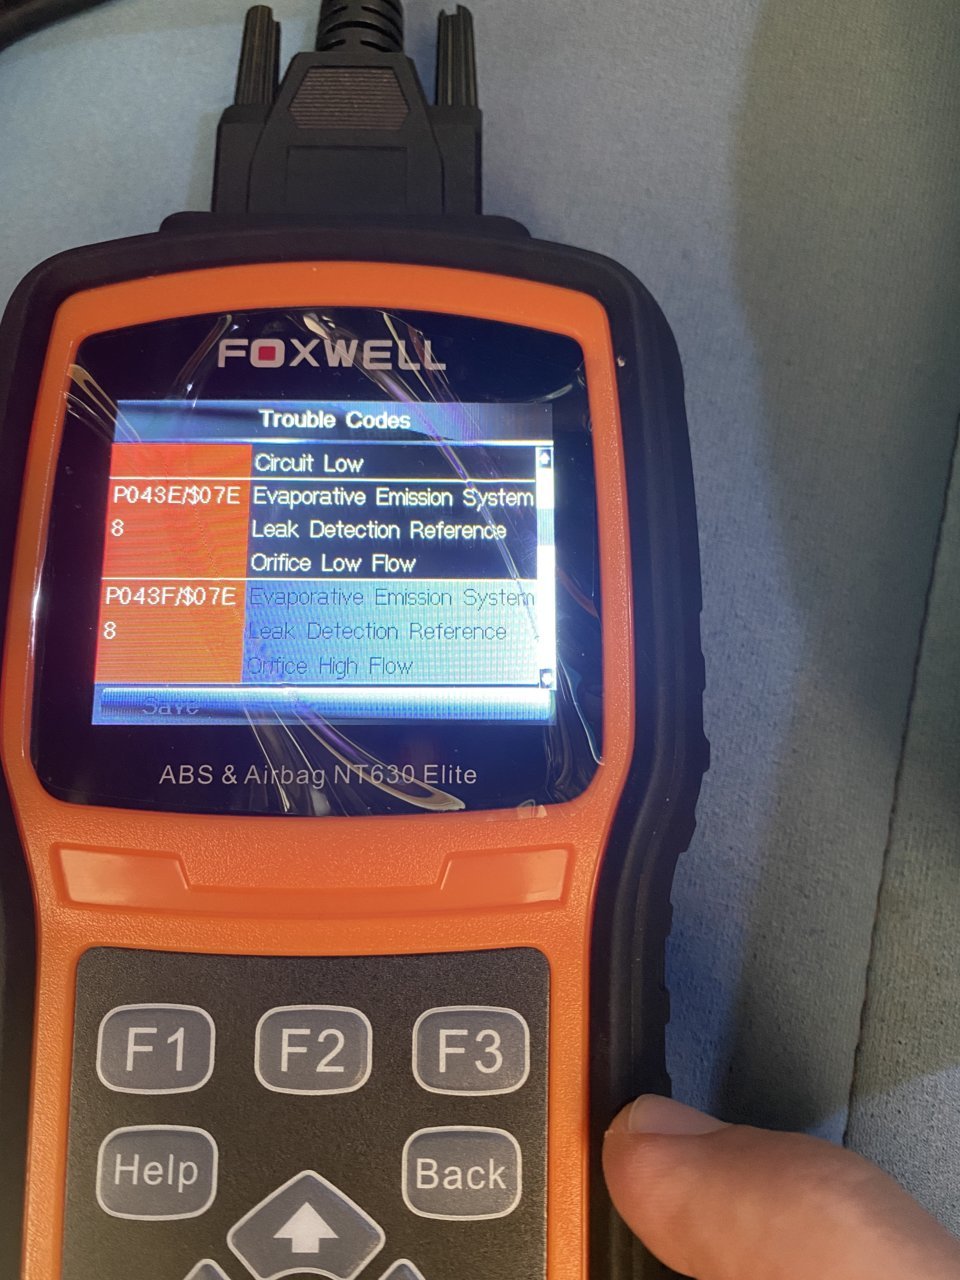 FOXWELL
Trouble Codes
Circuit Low
P043E/$07E Evaporative Emission System
8 Leak Detection Reference
Orifice Low Flow
P043F/$07E Evaporative Emission System
8 Leak Detection Reference
Orifice High Flow
Save
ABS & Airbag NT630 Elite
F1 F2 F3
Help Back